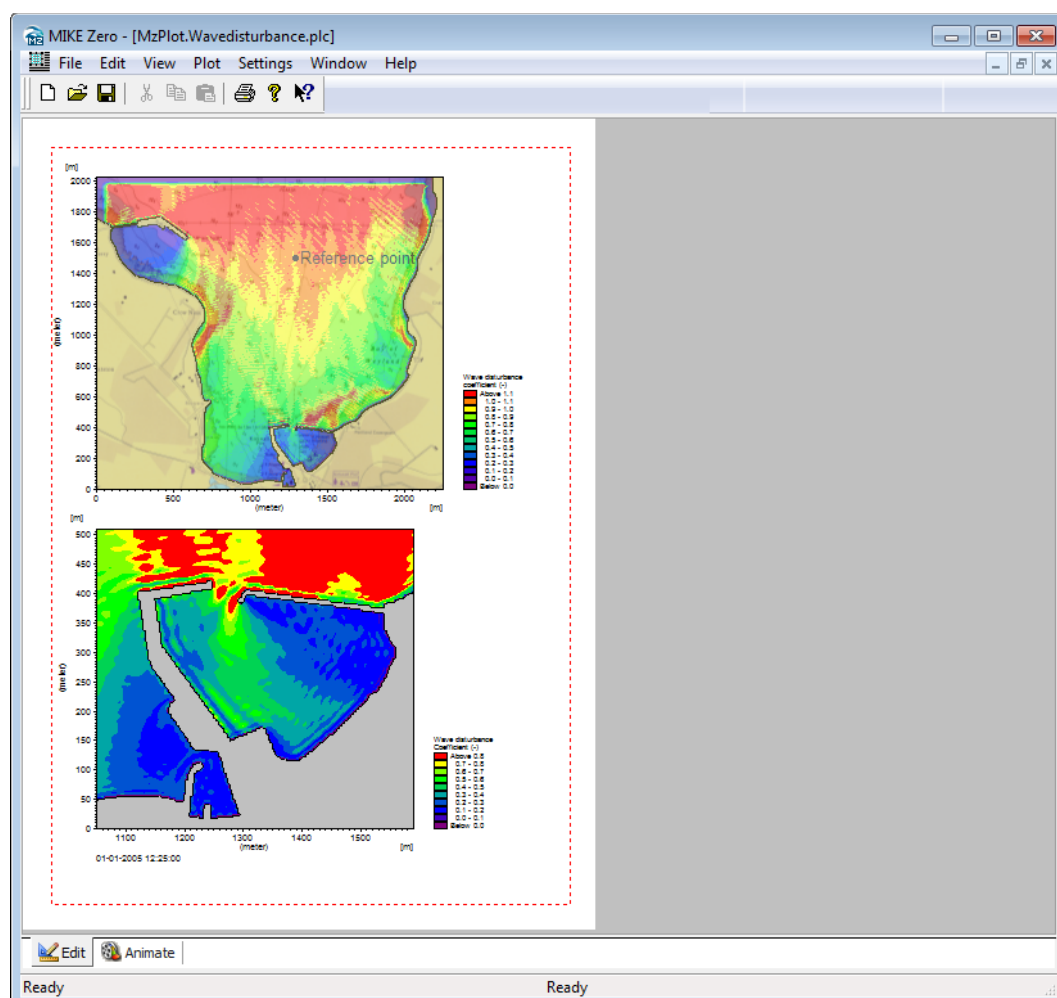 MIKE Zero - [MzPlot.Wavedisturbance.plc]
File Edit View Plot Settings Window Help
[m]
2000
1800
1600
1400
1200
1000
800
600
400
200
0
(meter)
Reference point
0 500 1000 1500 2000
(meter) [m]
Wave disturbance
coefficient (-)
Above 1.1
1.0 - 1.1
0.9 - 1.0
0.8 - 0.9
0.7 - 0.8
0.6 - 0.7
0.5 - 0.6
0.4 - 0.5
0.3 - 0.4
0.2 - 0.3
0.1 - 0.2
0.0 - 0.1
Below 0.0
[m]
500
450
400
350
300
250
200
150
100
50
0
(meter)
1100 1200 1300 1400 1500
(meter) [m]
Wave disturbance
Coefficient (-)
Above 0.8
0.7 - 0.8
0.6 - 0.7
0.5 - 0.6
0.4 - 0.5
0.3 - 0.4
0.2 - 0.3
0.1 - 0.2
0.0 - 0.1
Below 0.0
01-01-2005 12:25:00
Edit Animate
Ready Ready